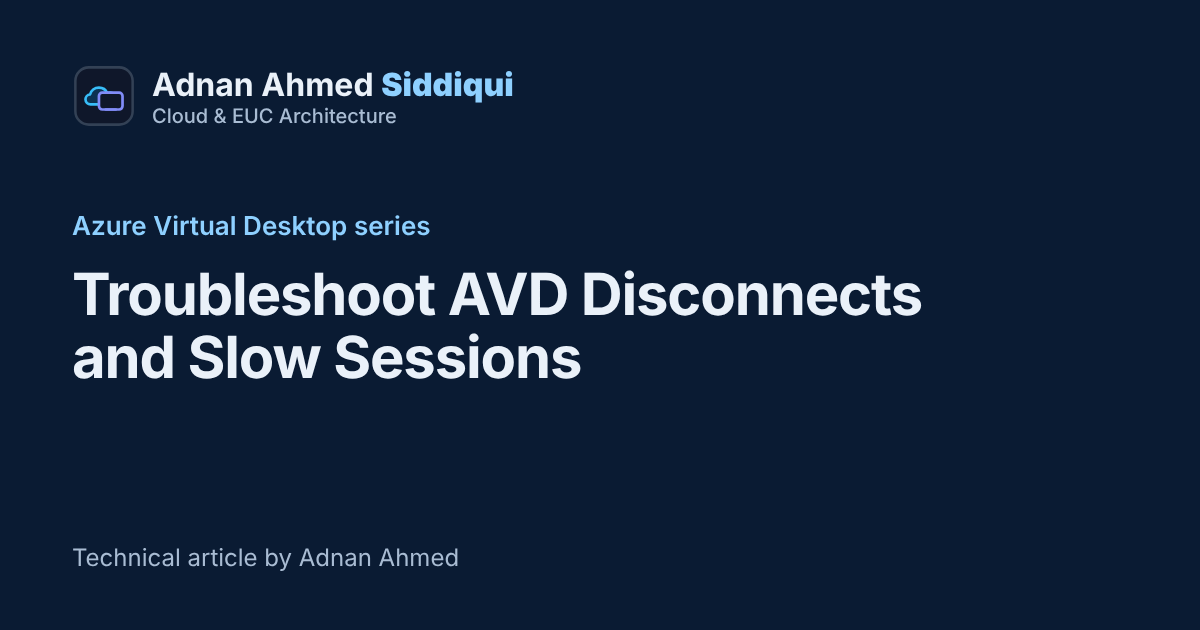 Adnan Ahmed Siddiqui
Cloud & EUC Architecture
Azure Virtual Desktop series
Troubleshoot AVD Disconnects
and Slow Sessions
Technical article by Adnan Ahmed